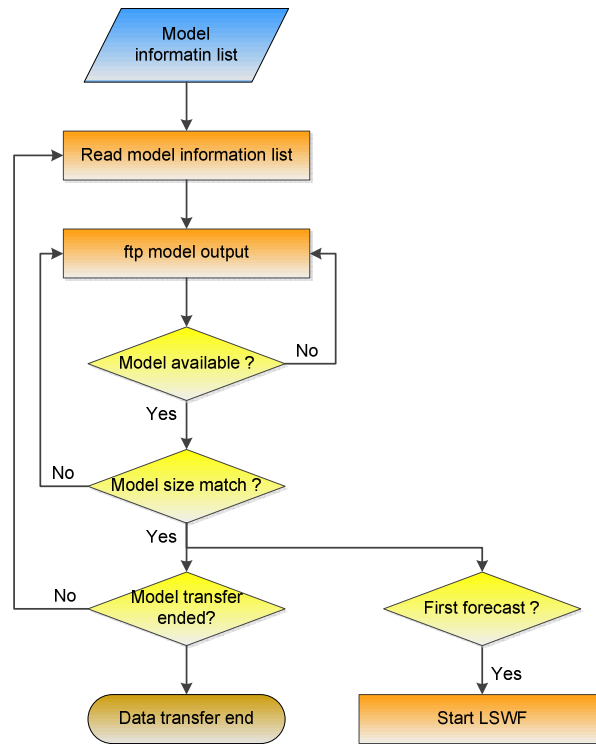 Model
informatin list
Read model information list
ftp model output
Model available ?
No
Yes
Model size match ?
No
Yes
Model transfer
ended?
No
First forecast ?
Yes
Data transfer end
Start LSWF